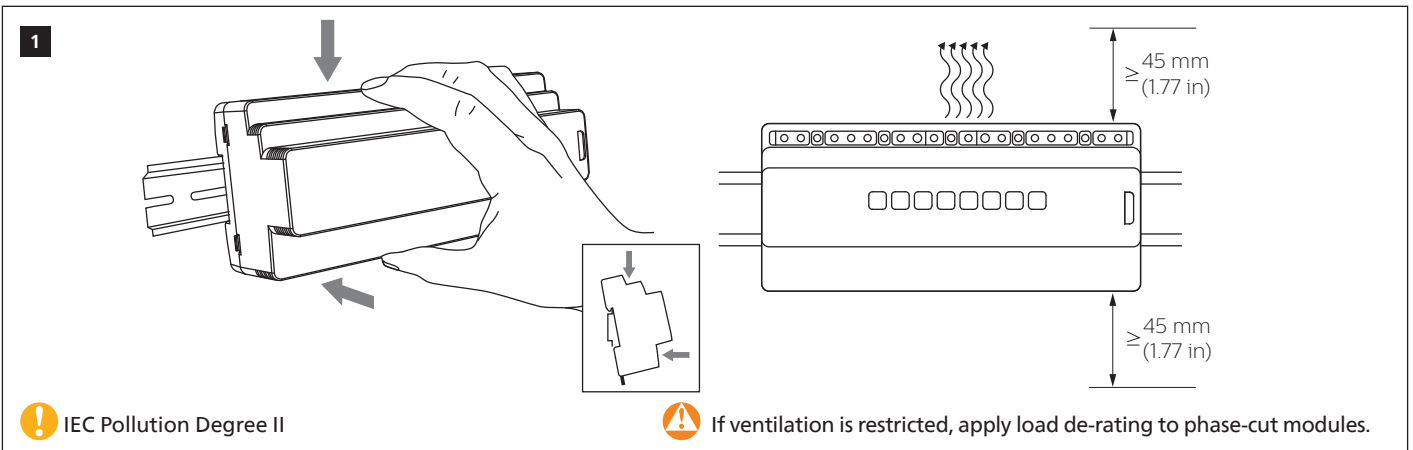 1
≥ 45 mm
(1.77 in)
≥ 45 mm
(1.77 in)
! IEC Pollution Degree II
! If ventilation is restricted, apply load de-rating to phase-cut modules.